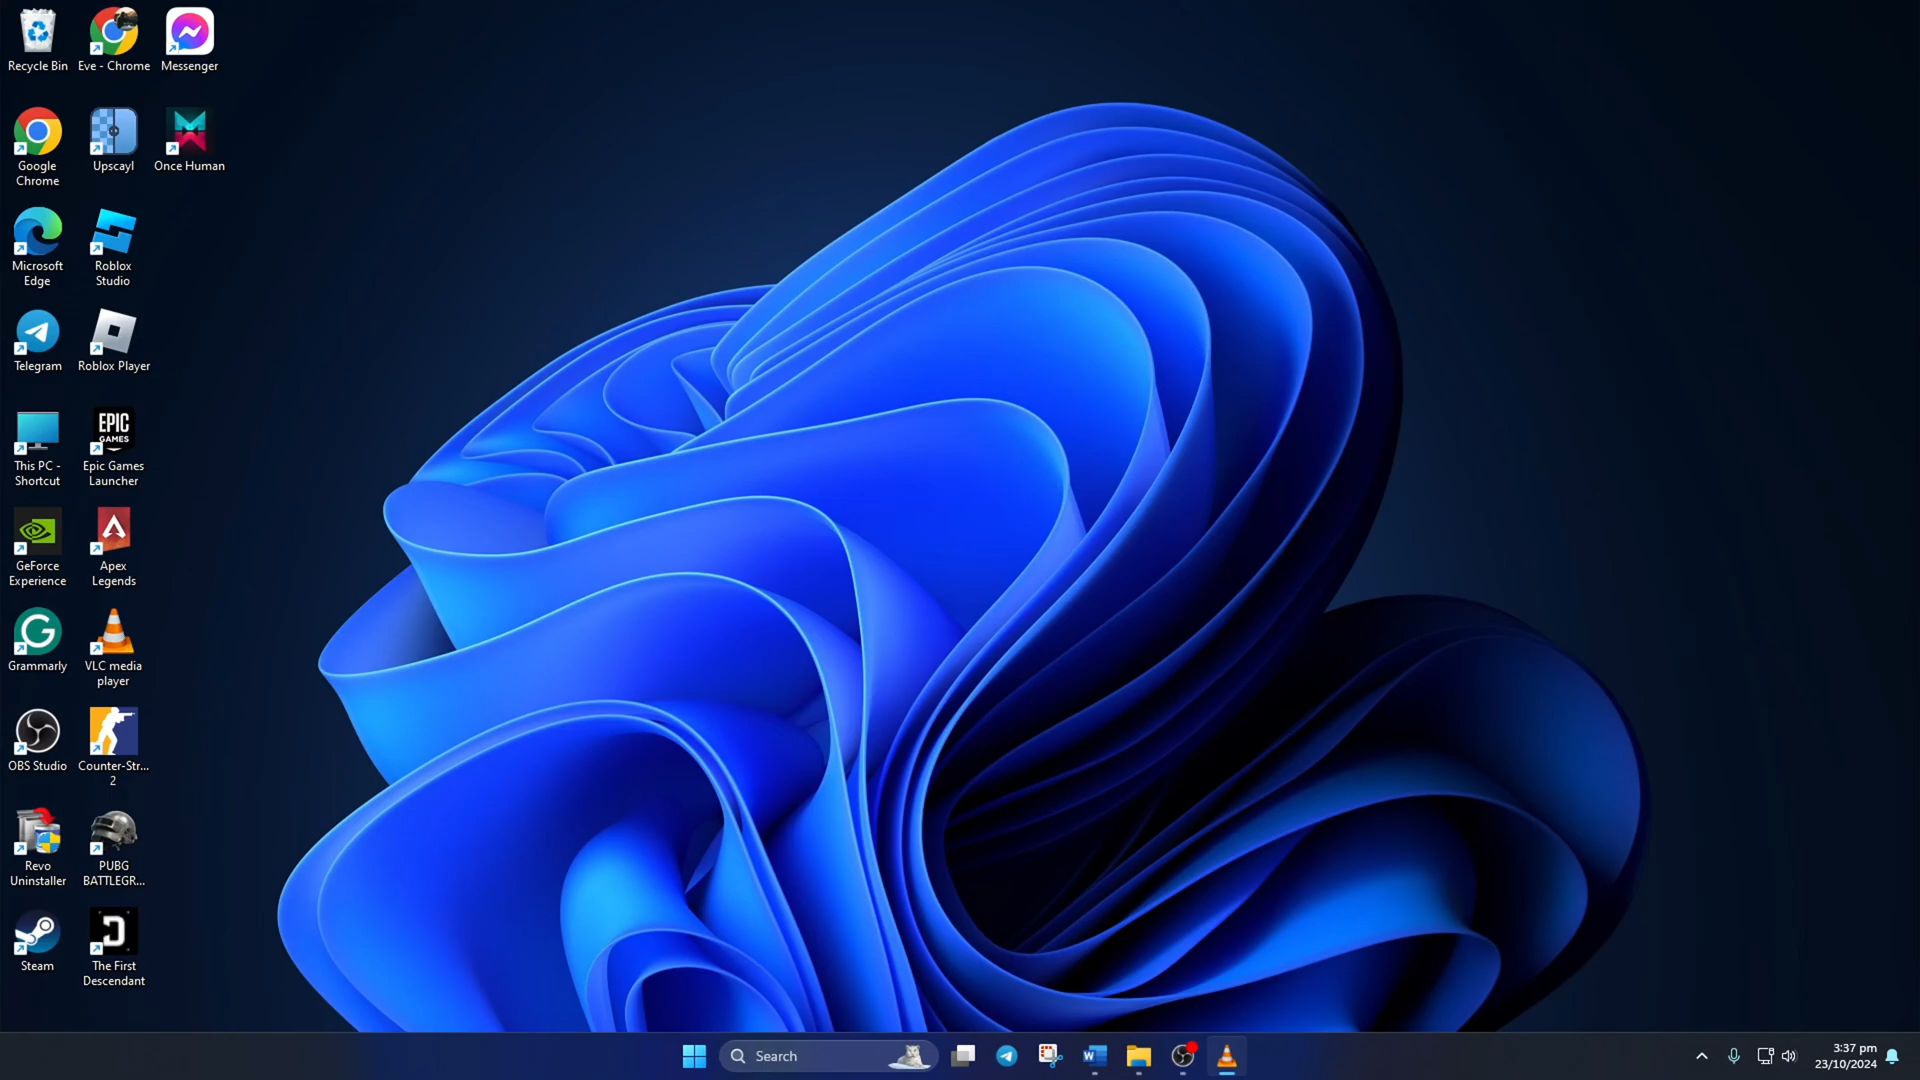 Recycle Bin
Eve - Chrome
Messenger
Google
Chrome
Upscayl
Once Human
Microsoft
Edge
Roblox
Studio
Telegram
Roblox Player
This PC -
Shortcut
EPIC
GAMES
Epic Games
Launcher
GeForce
Experience
Apex
Legends
Grammarly
VLC media
player
OBS Studio
Counter-Str...
2
Revo
Uninstaller
PUBG
BATTLEGR...
Steam
The First
Descendant
Search
3:37 pm
23/10/2024